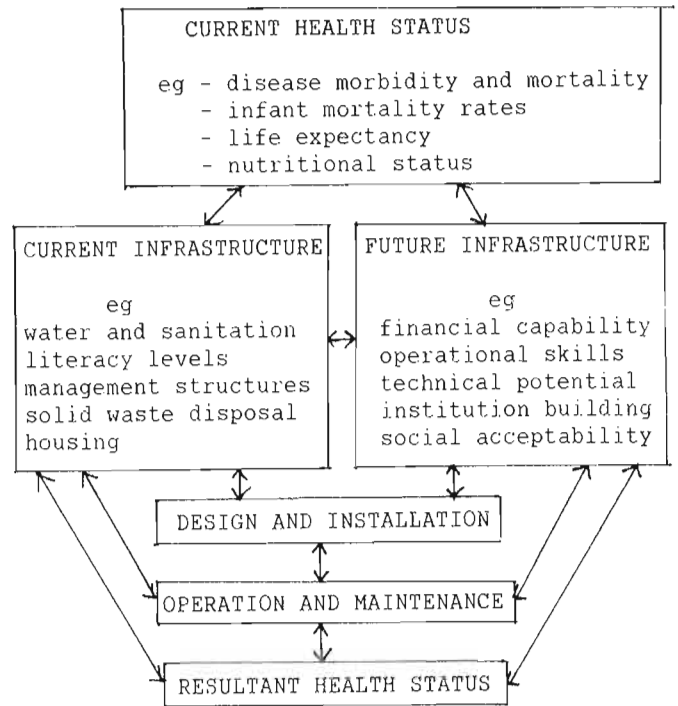 CURRENT HEALTH STATUS
eg - disease morbidity and mortality
- infant mortality rates
- life expectancy
- nutritional status
CURRENT INFRASTRUCTURE
eg
water and sanitation
literacy levels
management structures
solid waste disposal
housing
FUTURE INFRASTRUCTURE
eg
financial capability
operational skills
technical potential
institution building
social acceptability
DESIGN AND INSTALLATION
OPERATION AND MAINTENANCE
RESULTANT HEALTH STATUS